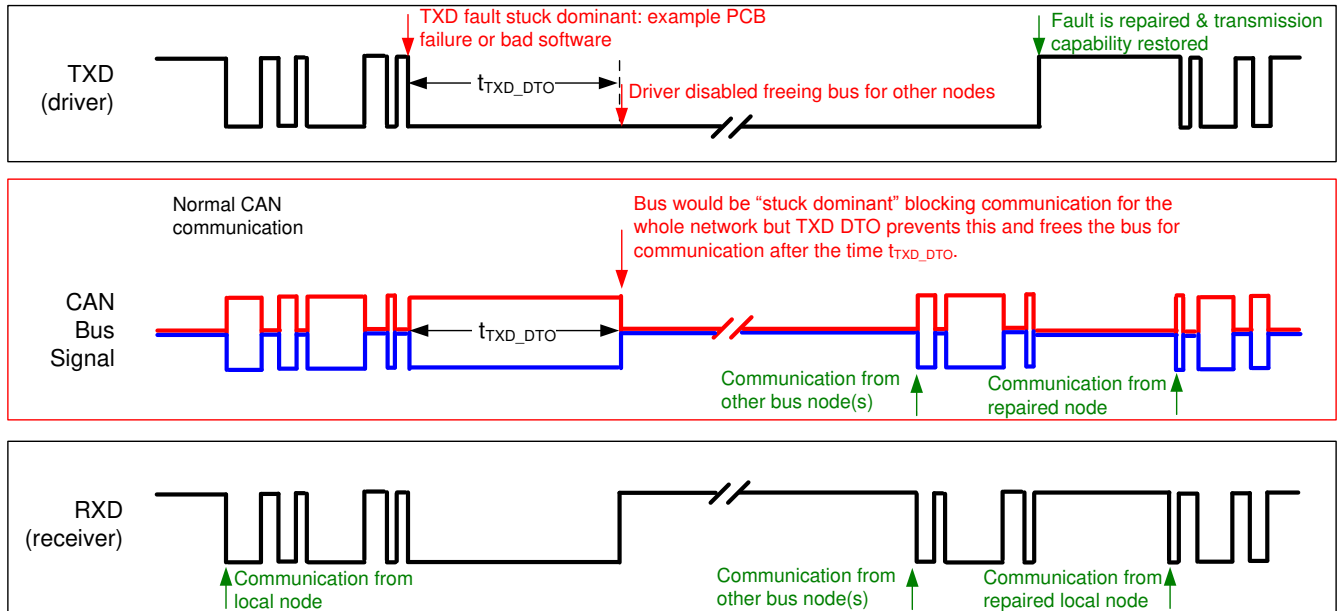 TXD fault stuck dominant: example PCB
failure or bad software
Fault is repaired & transmission
capability restored
TXD
(driver)
tTXD_DTO
Driver disabled freeing bus for other nodes
Normal CAN
communication
Bus would be “stuck dominant” blocking communication for the
whole network but TXD DTO prevents this and frees the bus for
communication after the time tTXD_DTO.
CAN
Bus
Signal
tTXD_DTO
Communication from
other bus node(s)
Communication from
repaired node
RXD
(receiver)
Communication from
local node
Communication from
other bus node(s)
Communication from
repaired local node